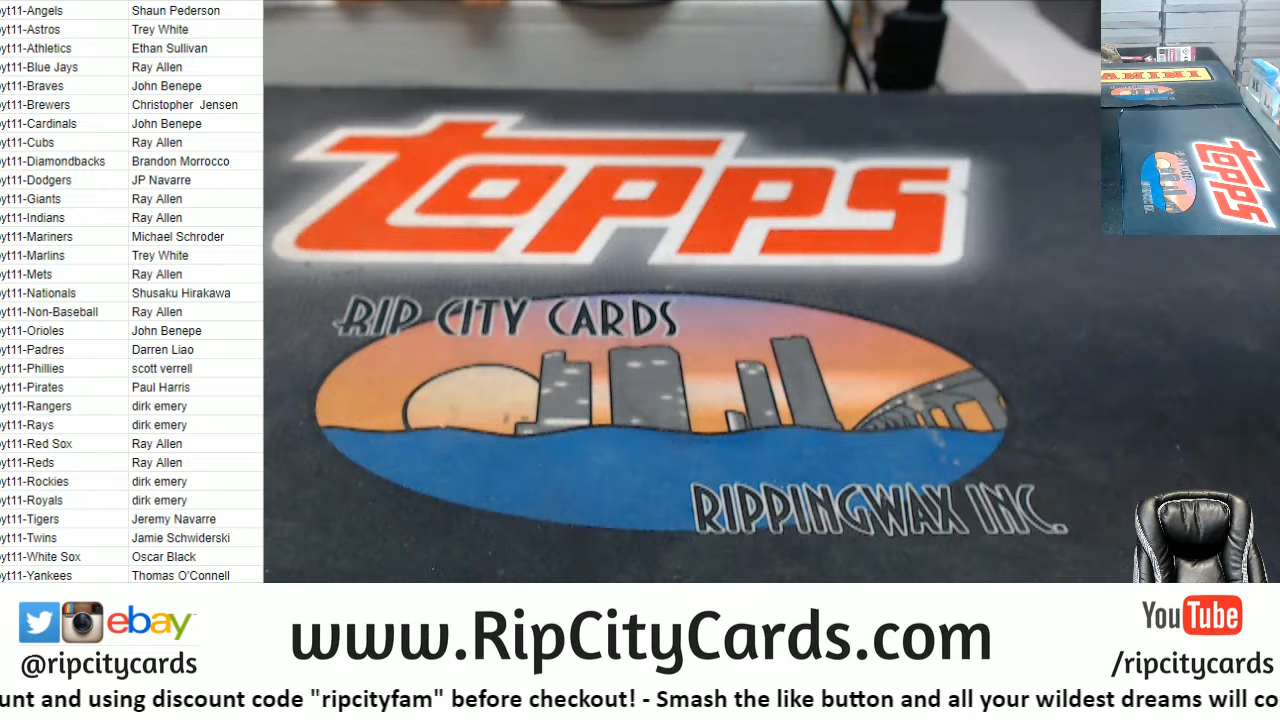 yt11-Angels Shaun Pederson
yt11-Astros Trey White
yt11-Athletics Ethan Sullivan
yt11-Blue Jays Ray Allen
yt11-Braves John Benepe
yt11-Brewers Christopher Jensen
yt11-Cardinals John Benepe
yt11-Cubs Ray Allen
yt11-Diamondbacks Brandon Morrocco
yt11-Dodgers JP Navarre
yt11-Giants Ray Allen
yt11-Indians Ray Allen
yt11-Mariners Michael Schroder
yt11-Marlins Trey White
yt11-Mets Ray Allen
yt11-Nationals Shusaku Hirakawa
yt11-Non-Baseball Ray Allen
yt11-Orioles John Benepe
yt11-Padres Darren Liao
yt11-Phillies scott verrell
yt11-Pirates Paul Harris
yt11-Rangers dirk emery
yt11-Rays dirk emery
yt11-Red Sox Ray Allen
yt11-Reds Ray Allen
yt11-Rockies dirk emery
yt11-Royals dirk emery
yt11-Tigers Jeremy Navarre
yt11-Twins Jamie Schwiderski
yt11-White Sox Oscar Black
yt11-Yankees Thomas O'Connell
topps
RIP CITY CARDS
RIPPINGWAX INC.
PANINI
topps
ebay
@ripcitycards
www.RipCityCards.com
YouTube
/ripcitycards
unt and using discount code "ripcityfam" before checkout! - Smash the like button and all your wildest dreams will co